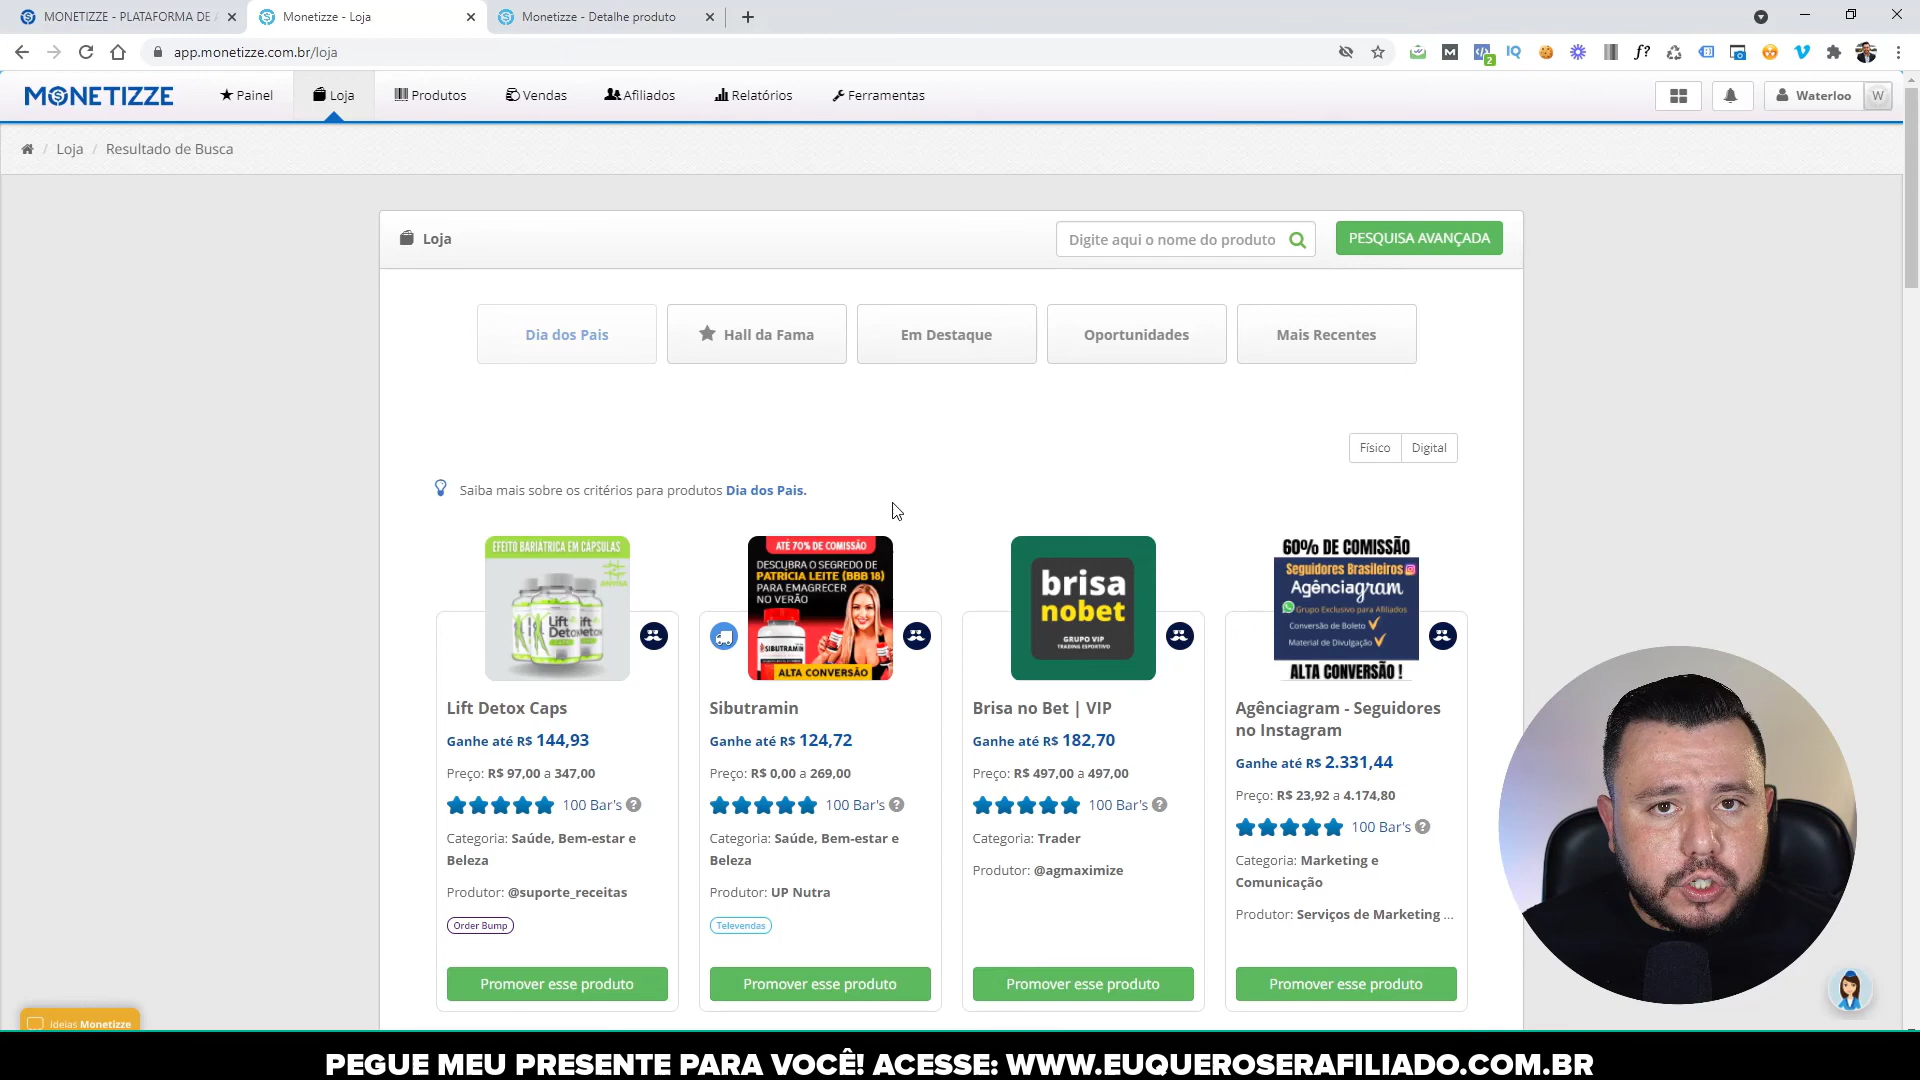 MONETIZZE - PLATAFORMA DE A
Monetizze - Loja
Monetizze - Detalhe produto
app.monetizze.com.br/loja
MONETIZZE
Painel
Loja
Produtos
Vendas
Afiliados
Relatórios
Ferramentas
Waterloo
W
/ Loja / Resultado de Busca
Loja
Digite aqui o nome do produto
PESQUISA AVANÇADA
Dia dos Pais
Hall da Fama
Em Destaque
Oportunidades
Mais Recentes
Físico
Digital
Saiba mais sobre os critérios para produtos Dia dos Pais.
EFEITO BARIÁTRICA EM CÁPSULAS
Lift Detox
Lift Detox Caps
Ganhe até R$ 144,93
Preço: R$ 97,00 a 347,00
100 Bar's ?
Categoria: Saúde, Bem-estar e
Beleza
Produtor: @suporte_receitas
Order Bump
Promover esse produto
ATÉ 70% DE COMISSÃO
DESCUBRA O SEGREDO DE
PATRÍCIA LEITE (BBB 18)
PARA EMAGRECER
NO VERÃO
SIBUTRAMIN
ALTA CONVERSÃO
Sibutramin
Ganhe até R$ 124,72
Preço: R$ 0,00 a 269,00
100 Bar's ?
Categoria: Saúde, Bem-estar e
Beleza
Produtor: UP Nutra
Televendas
Promover esse produto
brisa
nobet
GRUPO VIP
TRADING ESPORTIVO
Brisa no Bet | VIP
Ganhe até R$ 182,70
Preço: R$ 497,00 a 497,00
100 Bar's ?
Categoria: Trader
Produtor: @agmaximize
Promover esse produto
60% DE COMISSÃO
Seguidores Brasileiros
Agênciagram
Grupo Exclusivo para Afiliados
Conversão de Boleto
Material de Divulgação
ALTA CONVERSÃO !
Agênciagram - Seguidores
no Instagram
Ganhe até R$ 2.331,44
Preço: R$ 23,92 a 4.174,80
100 Bar's ?
Categoria: Marketing e
Comunicação
Produtor: Serviços de Marketing ...
Promover esse produto
Ideias Monetizze
PEGUE MEU PRESENTE PARA VOCÊ! ACESSE: WWW.EUQUEROSERAFILIADO.COM.BR